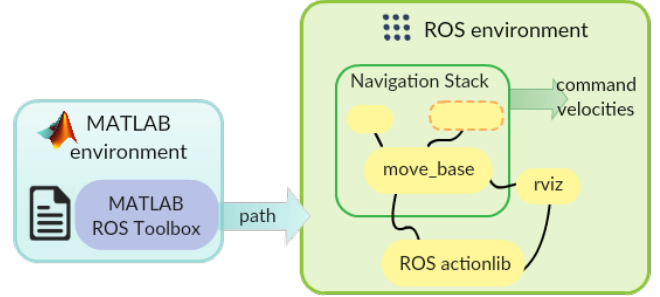 ROS environment
Navigation Stack
command
velocities
MATLAB
environment
move_base
rviz
MATLAB
ROS Toolbox
path
ROS actionlib